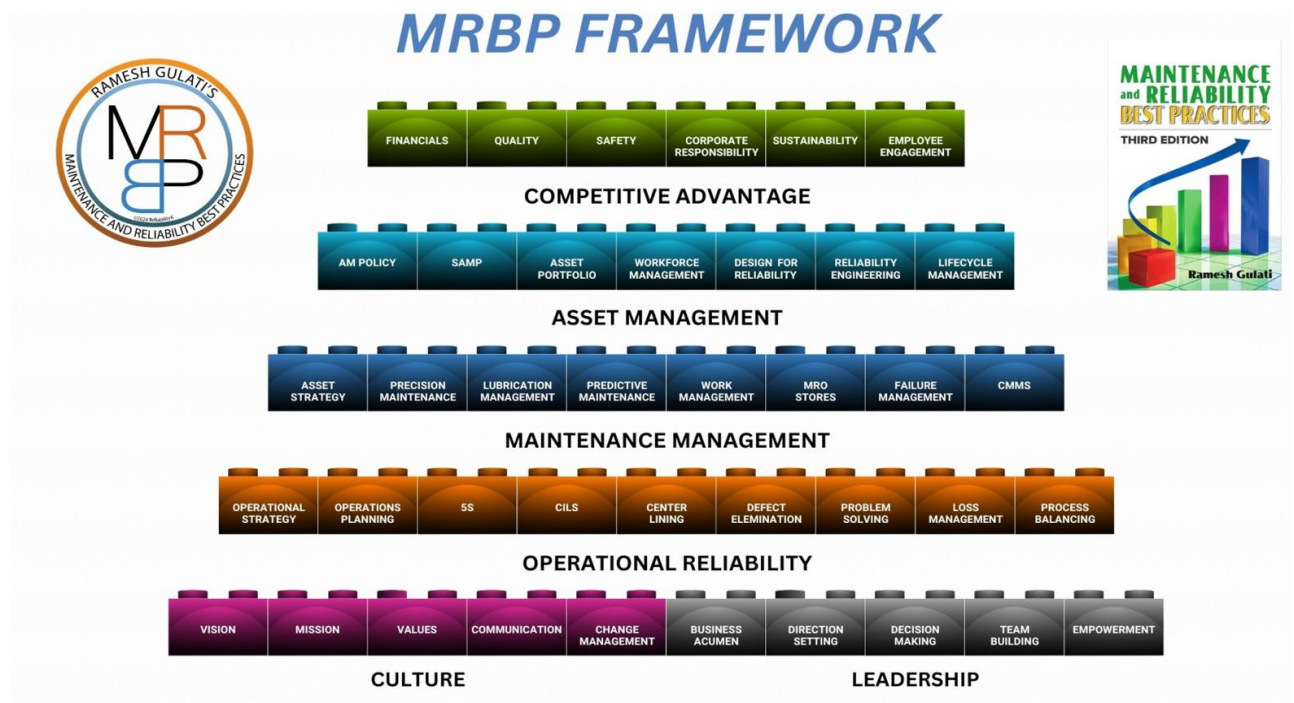 MRBP FRAMEWORK
RAMESH GULATI'S
MRBP
©2024 ReliabilityX
MAINTENANCE AND RELIABILITY BEST PRACTICES
MAINTENANCE
and RELIABILITY
BEST PRACTICES
THIRD EDITION
Ramesh Gulati
FINANCIALS
QUALITY
SAFETY
CORPORATE
RESPONSIBILITY
SUSTAINABILITY
EMPLOYEE
ENGAGEMENT
COMPETITIVE ADVANTAGE
AM POLICY
SAMP
ASSET
PORTFOLIO
WORKFORCE
MANAGEMENT
DESIGN FOR
RELIABILITY
RELIABILITY
ENGINEERING
LIFECYCLE
MANAGEMENT
ASSET MANAGEMENT
ASSET
STRATEGY
PRECISION
MAINTENANCE
LUBRICATION
MANAGEMENT
PREDICTIVE
MAINTENANCE
WORK
MANAGEMENT
MRO
STORES
FAILURE
MANAGEMENT
CMMS
MAINTENANCE MANAGEMENT
OPERATIONAL
STRATEGY
OPERATIONS
PLANNING
5S
CILS
CENTER
LINING
DEFECT
ELEMINATION
PROBLEM
SOLVING
LOSS
MANAGEMENT
PROCESS
BALANCING
OPERATIONAL RELIABILITY
VISION
MISSION
VALUES
COMMUNICATION
CHANGE
MANAGEMENT
BUSINESS
ACUMEN
DIRECTION
SETTING
DECISION
MAKING
TEAM
BUILDING
EMPOWERMENT
CULTURE
LEADERSHIP